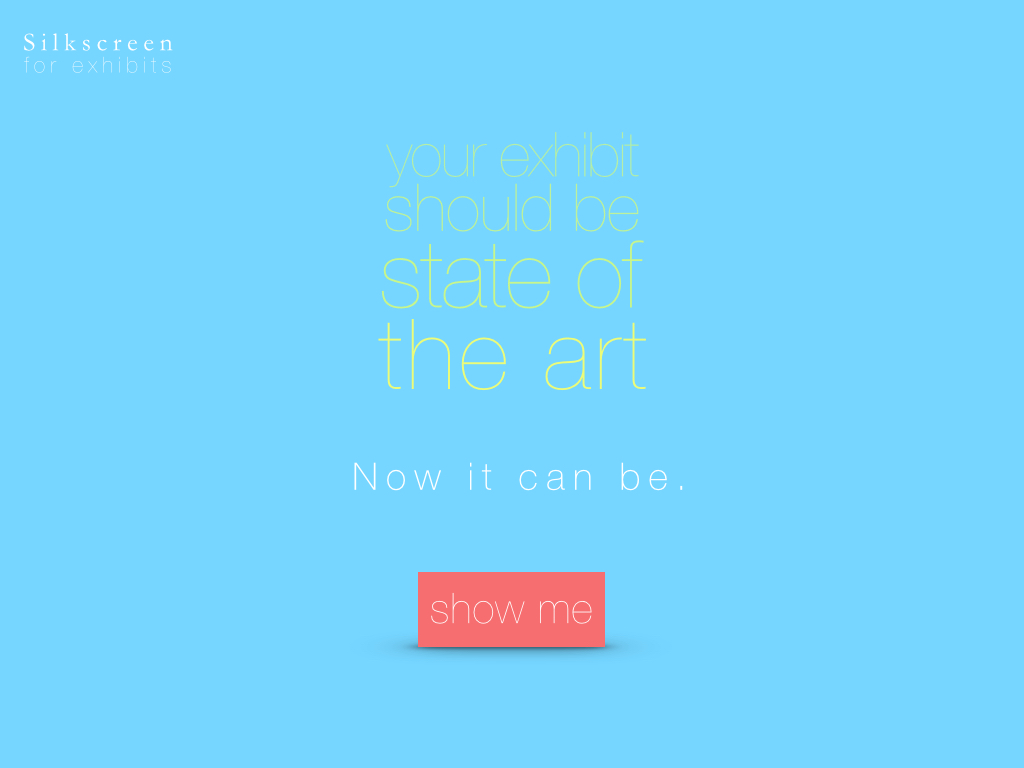 Silkscreen
for exhibits
your exhibit
should be
state of
the art
Now it can be.
show me